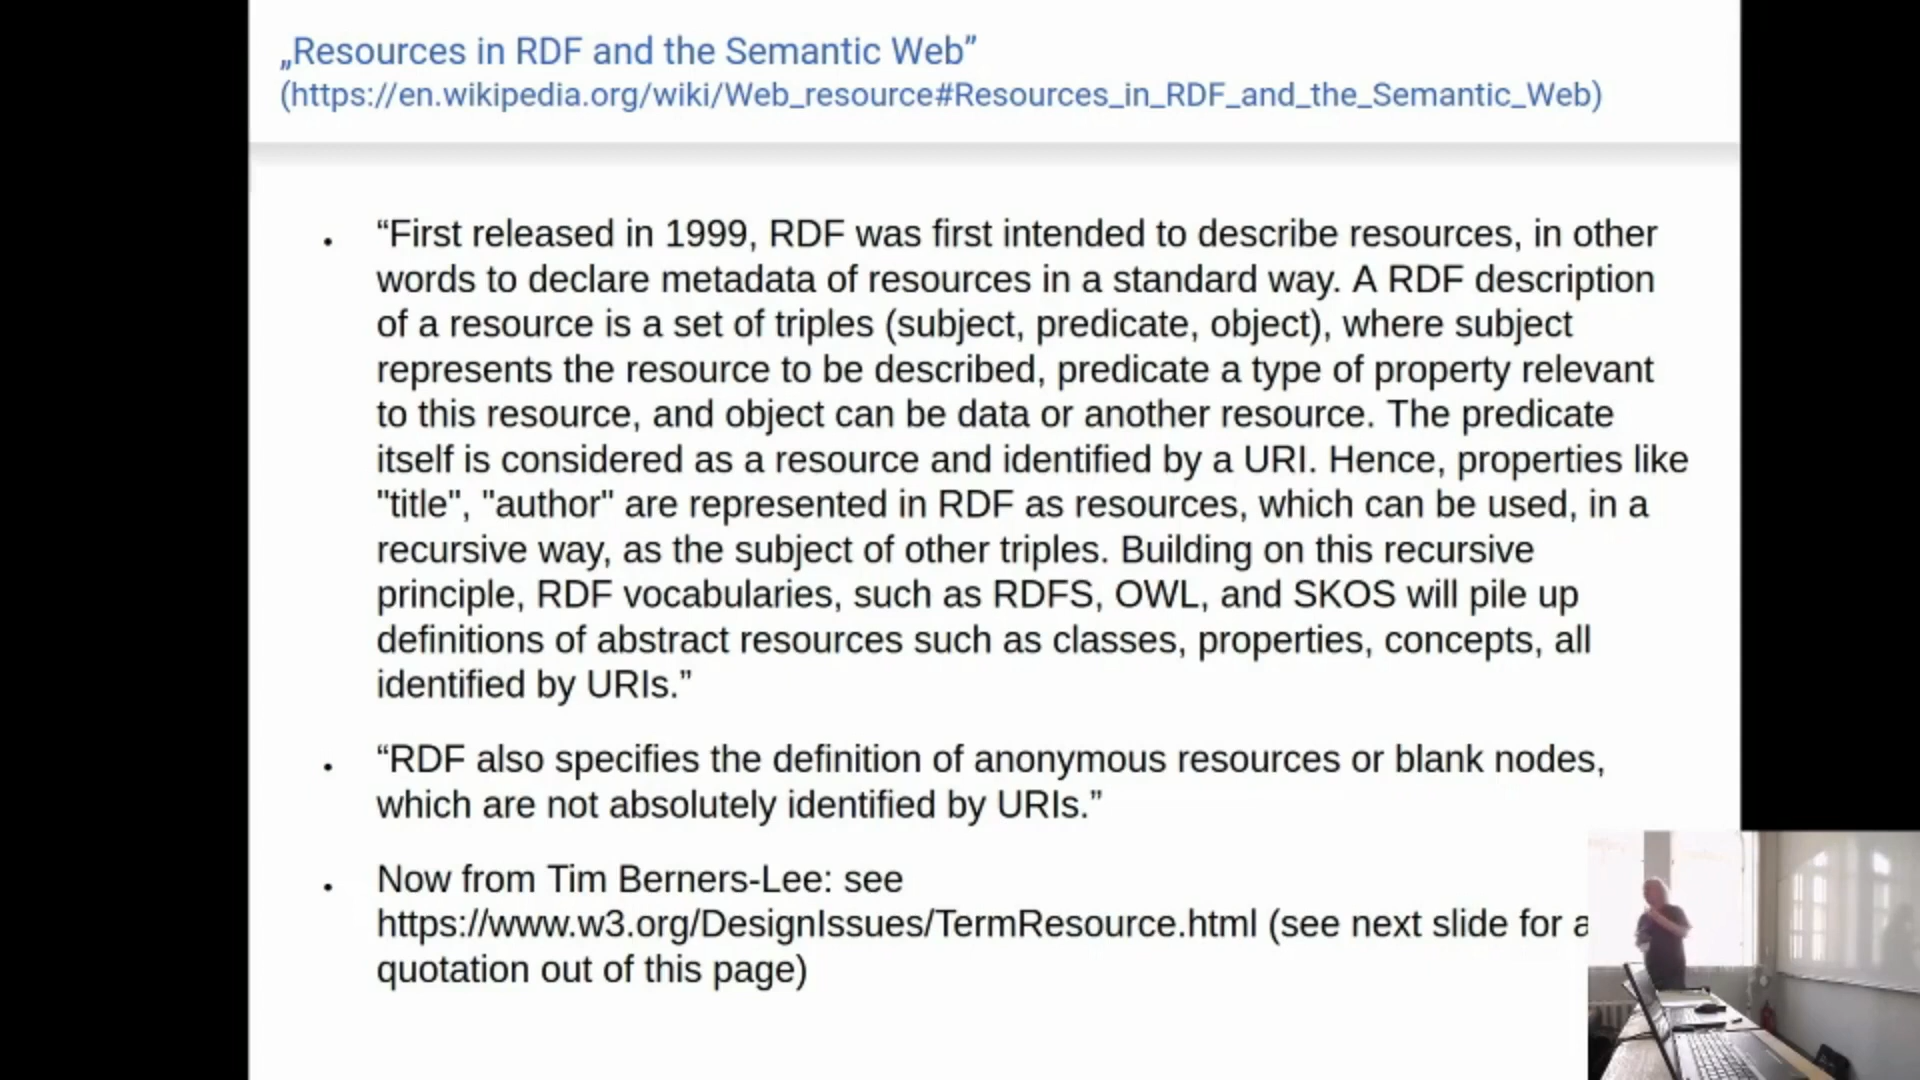 „Resources in RDF and the Semantic Web”
(https://en.wikipedia.org/wiki/Web_resource#Resources_in_RDF_and_the_Semantic_Web)
• “First released in 1999, RDF was first intended to describe resources, in other
words to declare metadata of resources in a standard way. A RDF description
of a resource is a set of triples (subject, predicate, object), where subject
represents the resource to be described, predicate a type of property relevant
to this resource, and object can be data or another resource. The predicate
itself is considered as a resource and identified by a URI. Hence, properties like
"title", "author" are represented in RDF as resources, which can be used, in a
recursive way, as the subject of other triples. Building on this recursive
principle, RDF vocabularies, such as RDFS, OWL, and SKOS will pile up
definitions of abstract resources such as classes, properties, concepts, all
identified by URIs.”
• “RDF also specifies the definition of anonymous resources or blank nodes,
which are not absolutely identified by URIs.”
• Now from Tim Berners-Lee: see
https://www.w3.org/DesignIssues/TermResource.html (see next slide for a
quotation out of this page)